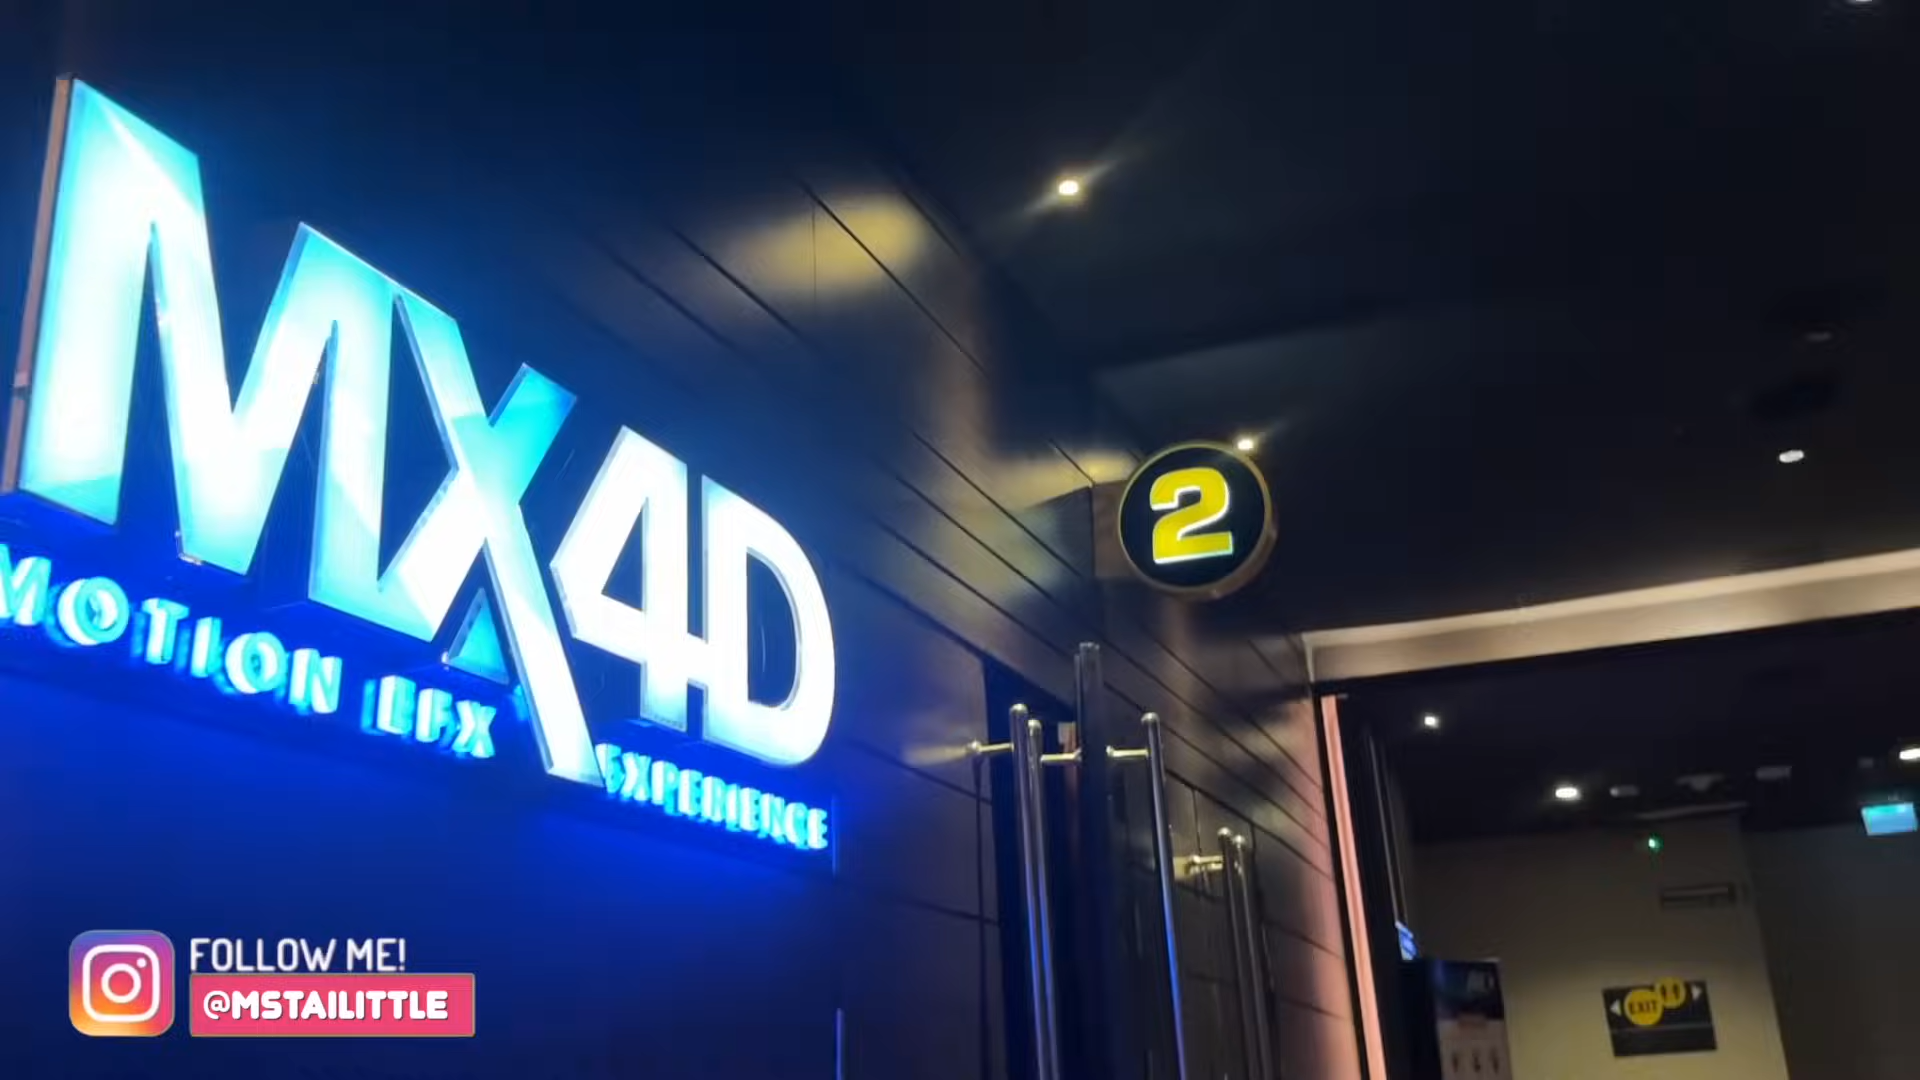 MX4D
MOTION EFX EXPERIENCE
2
EXIT
FOLLOW ME!
@MSTAILITTLE